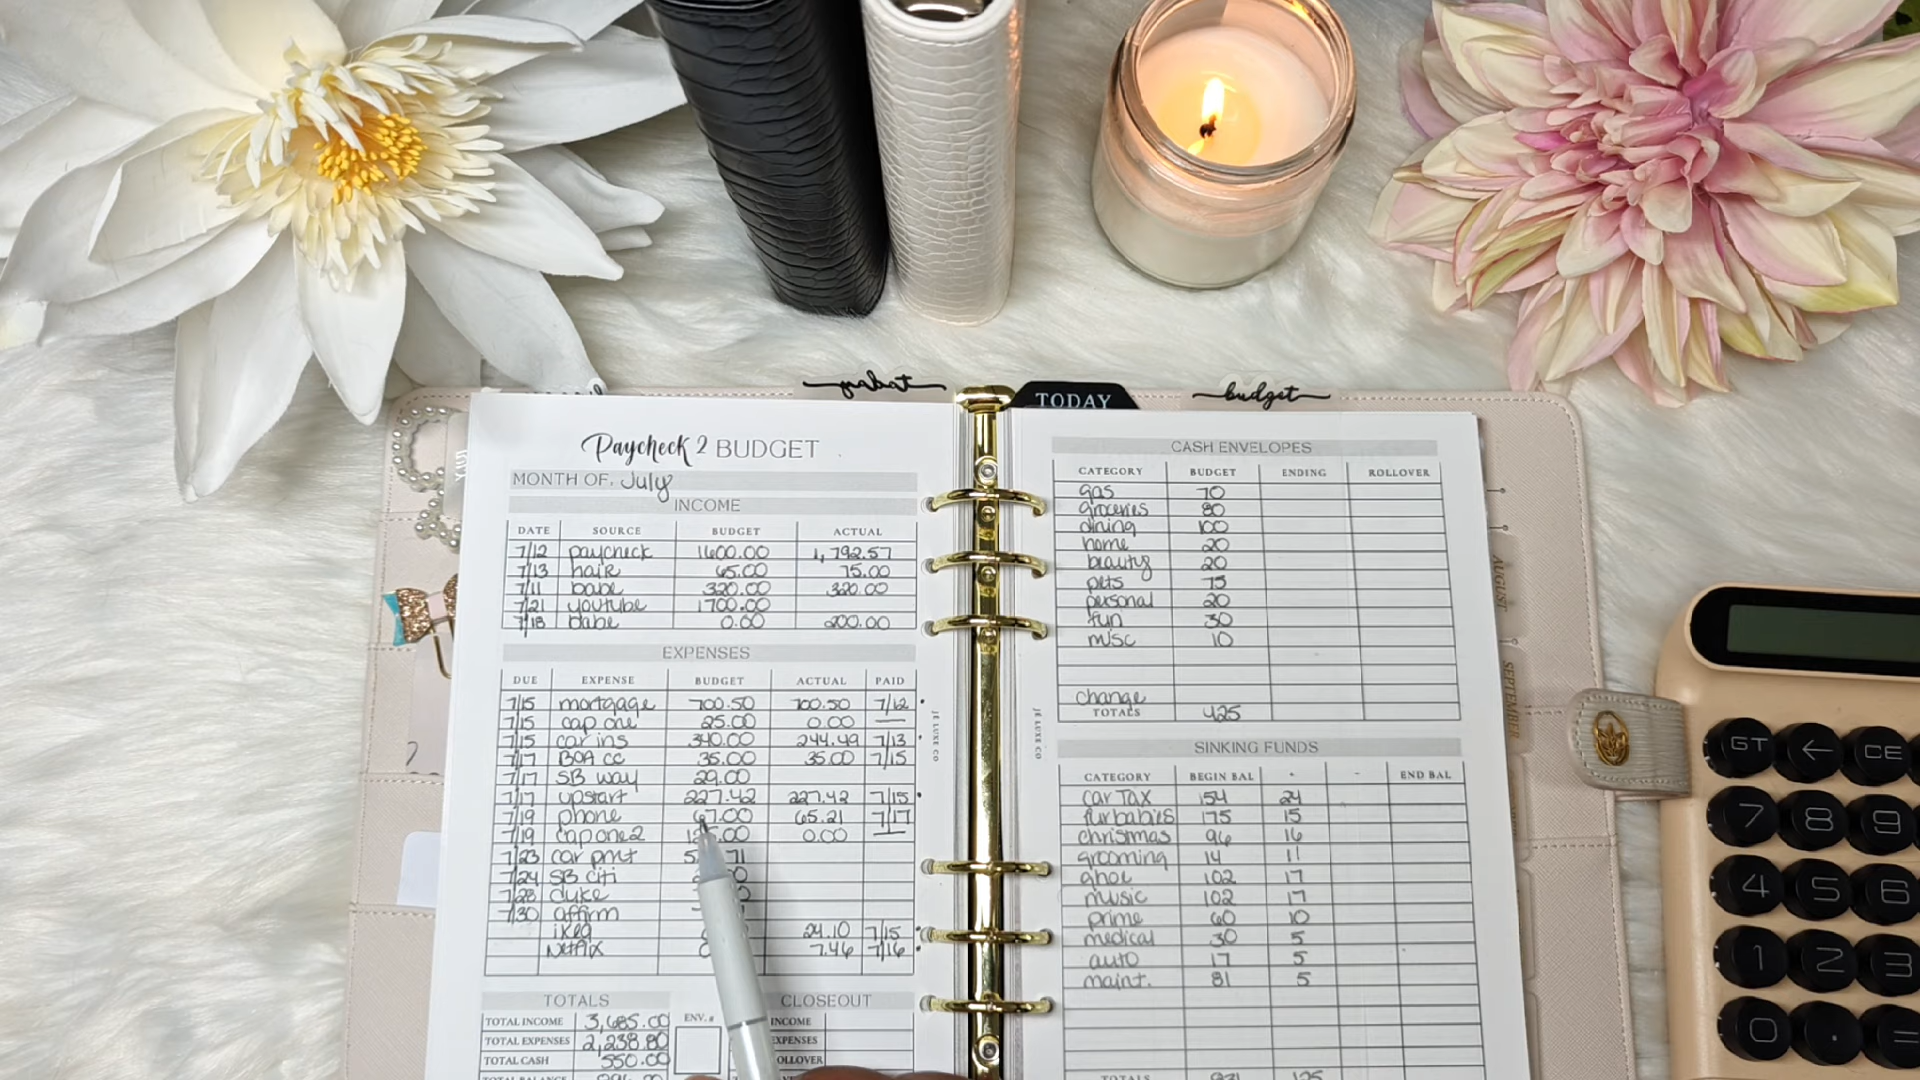 budget
TODAY
Paycheck 2 BUDGET
MONTH OF. July
INCOME
DATE SOURCE BUDGET ACTUAL
7/12 paycheck 1600.00 1,792.57
7/13 hair 65.00 75.00
7/11 babe 320.00 320.00
7/21 youtube 1700.00
7/18 babe 0.00 200.00
EXPENSES
DUE EXPENSE BUDGET ACTUAL PAID
7/15 mortgage 700.50 700.50 7/12
7/15 cap one 25.00 0.00 —
7/15 car ins 340.00 244.49 7/13
7/17 BOA cc 35.00 35.00 7/15
7/17 SB way 29.00
7/17 upstart 227.42 227.42 7/15
7/19 phone 67.00 65.21 7/17
7/19 cap one 2 0.00 —
7/23 car pmt
7/24 SB citi
7/28 duke
7/30 affirm
24.10 7/15
Netflix 7.46 7/16
TOTALS
TOTAL INCOME 3,685.00
TOTAL EXPENSES 2,238.80
TOTAL CASH 550.00
TOTAL BALANCE
ENV. #
CLOSEOUT
INCOME
EXPENSES
ROLLOVER
JE LUXE CO
CASH ENVELOPES
CATEGORY BUDGET ENDING ROLLOVER
gas 70
groceries 80
dining 100
home 20
beauty 20
pets 75
personal 20
fun 30
misc 10
change
TOTALS 425
SINKING FUNDS
CATEGORY BEGIN BAL + - END BAL
car tax 154 24
furbabies 175 15
christmas 96 16
grooming 14 11
ahoe 102 17
music 102 17
prime 60 10
medical 30 5
auto 17 5
maint. 81 5
TOTALS 831 125
JE LUXE CO
AUGUST
SEPTEMBER
GT ← CE
7 8 9
4 5 6
1 2 3
0 . =